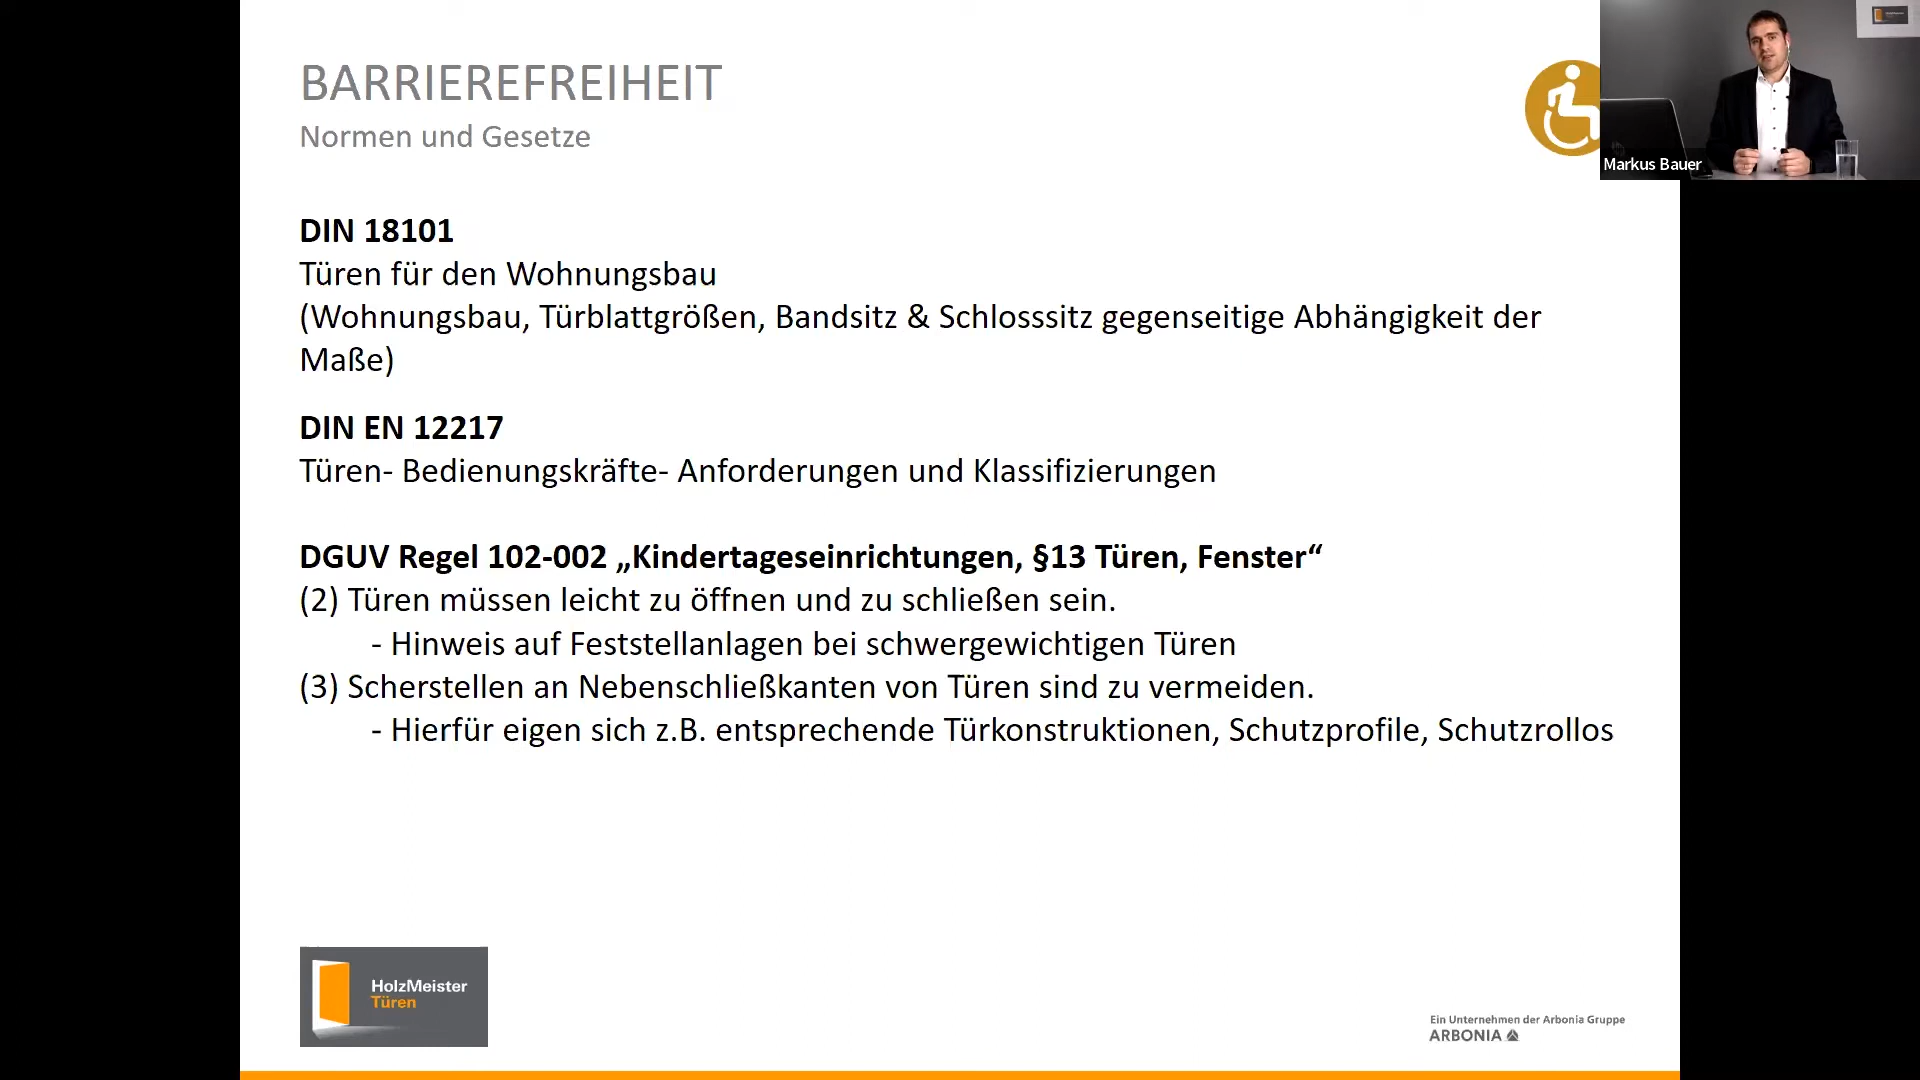 BARRIEREFREIHEIT
Normen und Gesetze
Markus Bauer
DIN 18101
Türen für den Wohnungsbau
(Wohnungsbau, Türblattgrößen, Bandsitz & Schlosssitz gegenseitige Abhängigkeit der
Maße)
DIN EN 12217
Türen- Bedienungskräfte- Anforderungen und Klassifizierungen
DGUV Regel 102-002 „Kindertageseinrichtungen, §13 Türen, Fenster“
(2) Türen müssen leicht zu öffnen und zu schließen sein.
- Hinweis auf Feststellanlagen bei schwergewichtigen Türen
(3) Scherstellen an Nebenschließkanten von Türen sind zu vermeiden.
- Hierfür eigen sich z.B. entsprechende Türkonstruktionen, Schutzprofile, Schutzrollos
HolzMeister
Türen
Ein Unternehmen der Arbonia Gruppe
ARBONIA